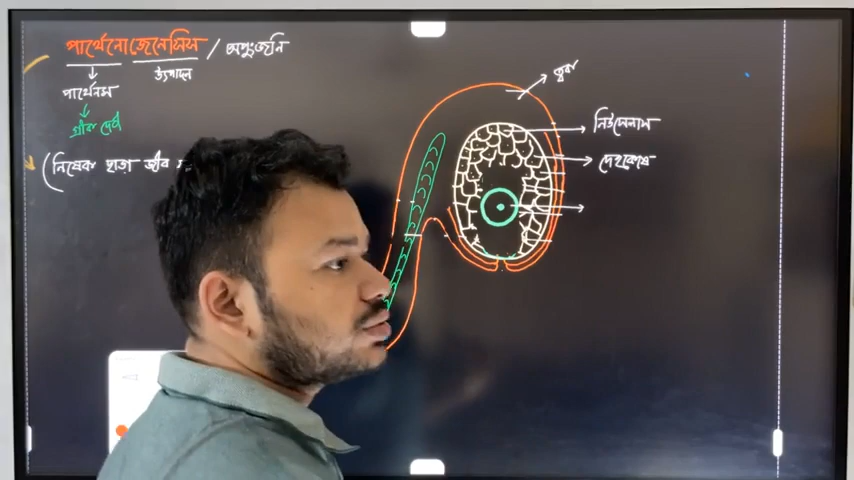 পার্থেনোজেনেসিস / অপুংজনি
উৎপাদন
পার্থেনস
গ্রীক দেবী
(নিষেক ছাড়া জীব
ত্বক
নিউসেলাস
দেহকোষ